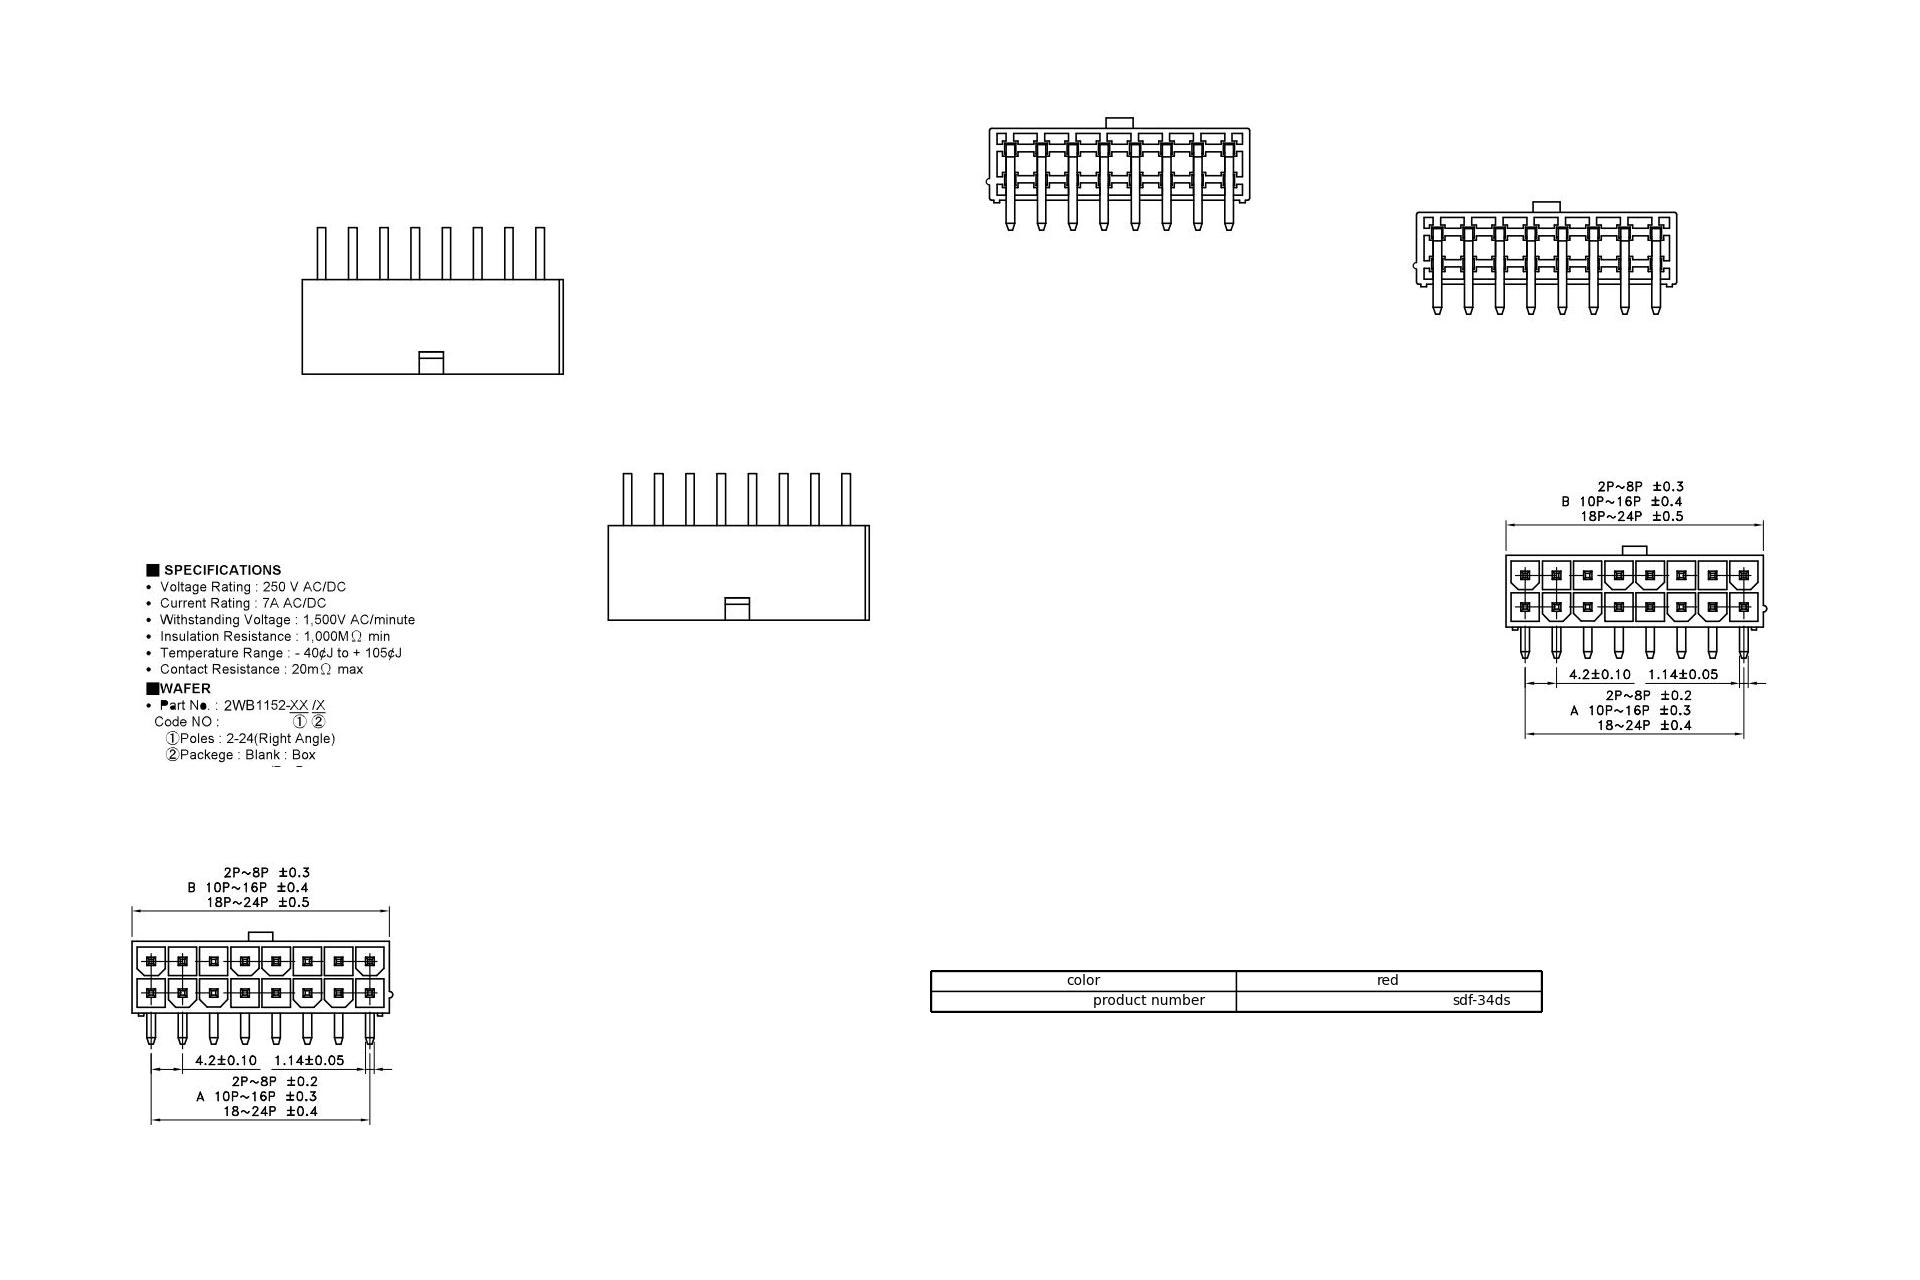 2P~8P ±0.3
B 10P~16P ±0.4
18P~24P ±0.5
4.2±0.10 1.14±0.05
2P~8P ±0.2
A 10P~16P ±0.3
18~24P ±0.4
■ SPECIFICATIONS
• Voltage Rating : 250 V AC/DC
• Current Rating : 7A AC/DC
• Withstanding Voltage : 1,500V AC/minute
• Insulation Resistance : 1,000MΩ min
• Temperature Range : - 40¢J to + 105¢J
• Contact Resistance : 20mΩ max
■WAFER
• Part No. : 2WB1152-XX /X
Code NO : ① ②
①Poles : 2-24(Right Angle)
②Packege : Blank : Box
2P~8P ±0.3
B 10P~16P ±0.4
18P~24P ±0.5
4.2±0.10 1.14±0.05
2P~8P ±0.2
A 10P~16P ±0.3
18~24P ±0.4
color red
product number sdf-34ds